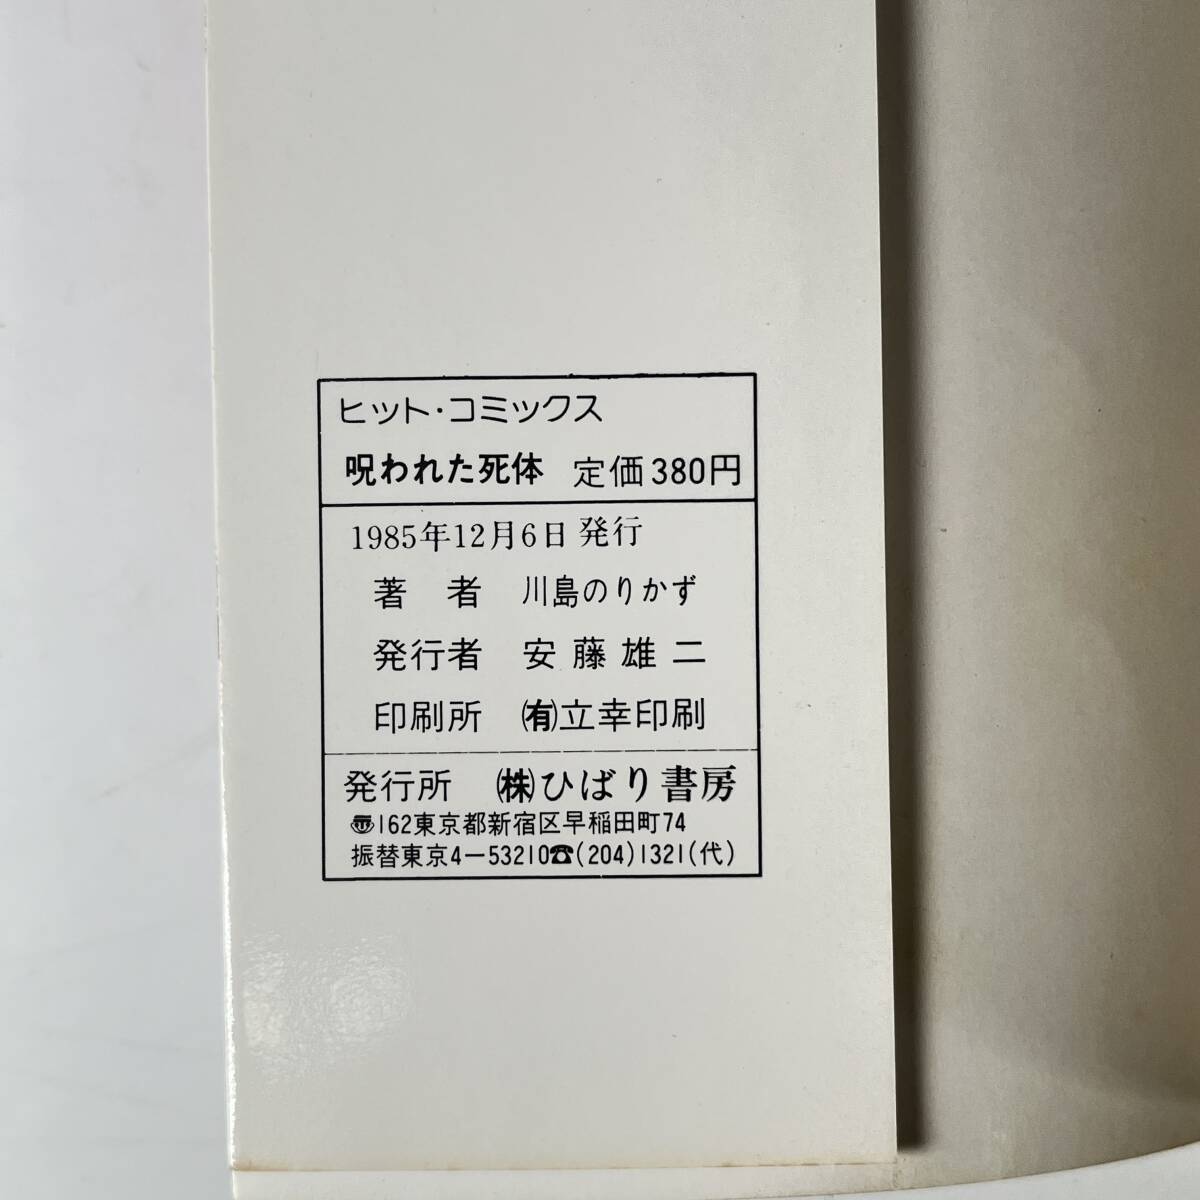 ヒット・コミックス
呪われた死体 定価380円
1985年12月6日発行
著者 川島のりかず
発行者 安藤雄二
印刷所 ㈲立幸印刷
発行所 ㈱ひばり書房
〠162東京都新宿区早稲田町74
振替東京4−53210☎(204)1321(代)